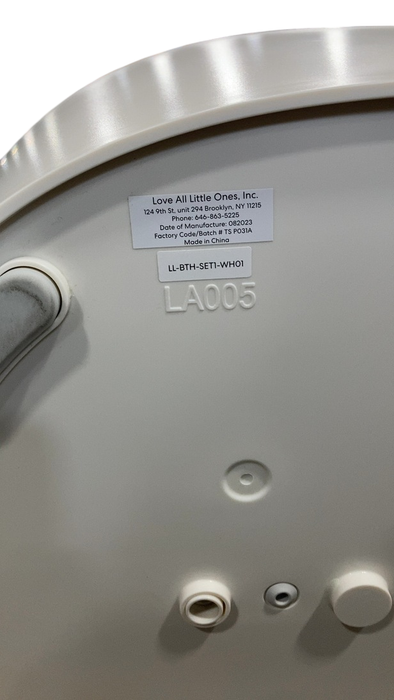 Love All Little Ones, Inc.
124 9th St, unit 294 Brooklyn, NY 11215
Phone: 646-863-5225
Date of Manufacture: 082023
Factory Code/Batch # TS P031A
Made in China
LL-BTH-SET1-WH01
LA005